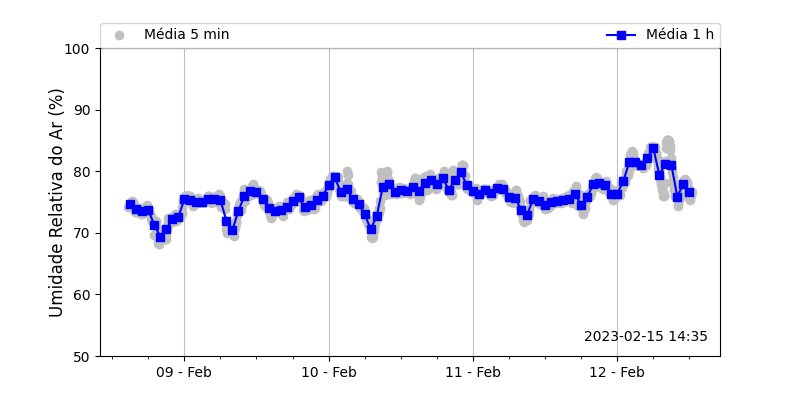 Média 5 min
Média 1 h
Umidade Relativa do Ar (%)
100
90
80
70
60
50
2023-02-15 14:35
09 - Feb
10 - Feb
11 - Feb
12 - Feb